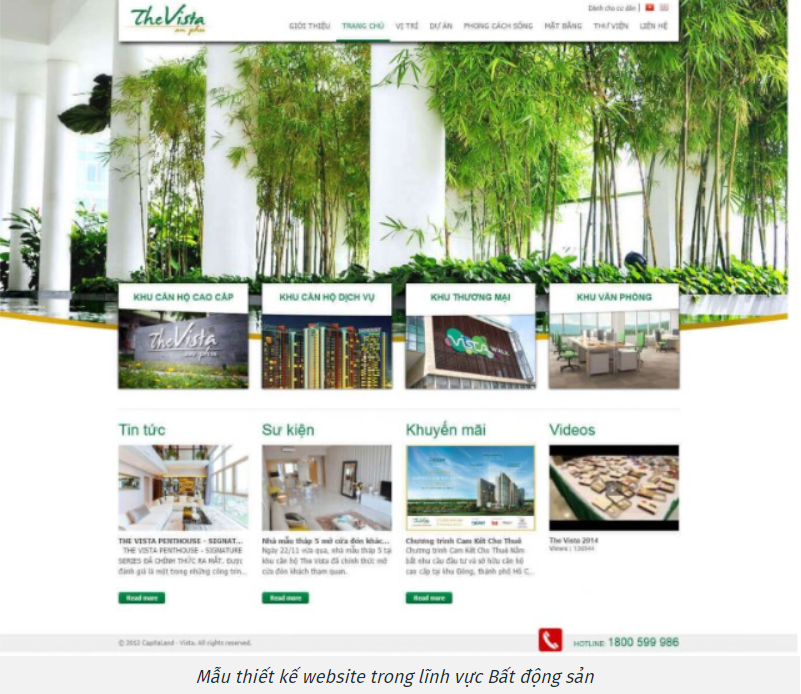 TheVista
an phu
Dành cho cư dân |
GIỚI THIỆU TRANG CHỦ VỊ TRÍ DỰ ÁN PHONG CÁCH SỐNG MẶT BẰNG THƯ VIỆN LIÊN HỆ
KHU CĂN HỘ CAO CẤP
KHU CĂN HỘ DỊCH VỤ
KHU THƯƠNG MẠI
KHU VĂN PHÒNG
TheVista
an phu
VISTA WALK
Tin tức
Sư kiện
Khuyến mãi
Videos
THE VISTA PENTHOUSE - SIGNAT...
THE VISTA PENTHOUSE - SIGNATURE
SERIES ĐÃ CHÍNH THỨC RA MẮT. Được
đánh giá là một trong những công trìn...
Read more
Nhà mẫu tháp 5 mở cửa đón khác...
Ngày 22/11 vừa qua, nhà mẫu tháp 5 tại
khu căn hộ The Vista đã chính thức mở
cửa đón khách tham quan.
Read more
Chương trình Cam Kết Cho Thuê
Chương trình Cam Kết Cho Thuê Nắm
bắt nhu cầu đầu tư và sở hữu căn hộ
cao cấp tại khu Đông, thành phố Hồ C...
Read more
The Vista 2014
Views :
© 2012 CapitaLand - Vista. All rights reserved.
HOTLINE: 1800 599 986
Mẫu thiết kế website trong lĩnh vực Bất động sản